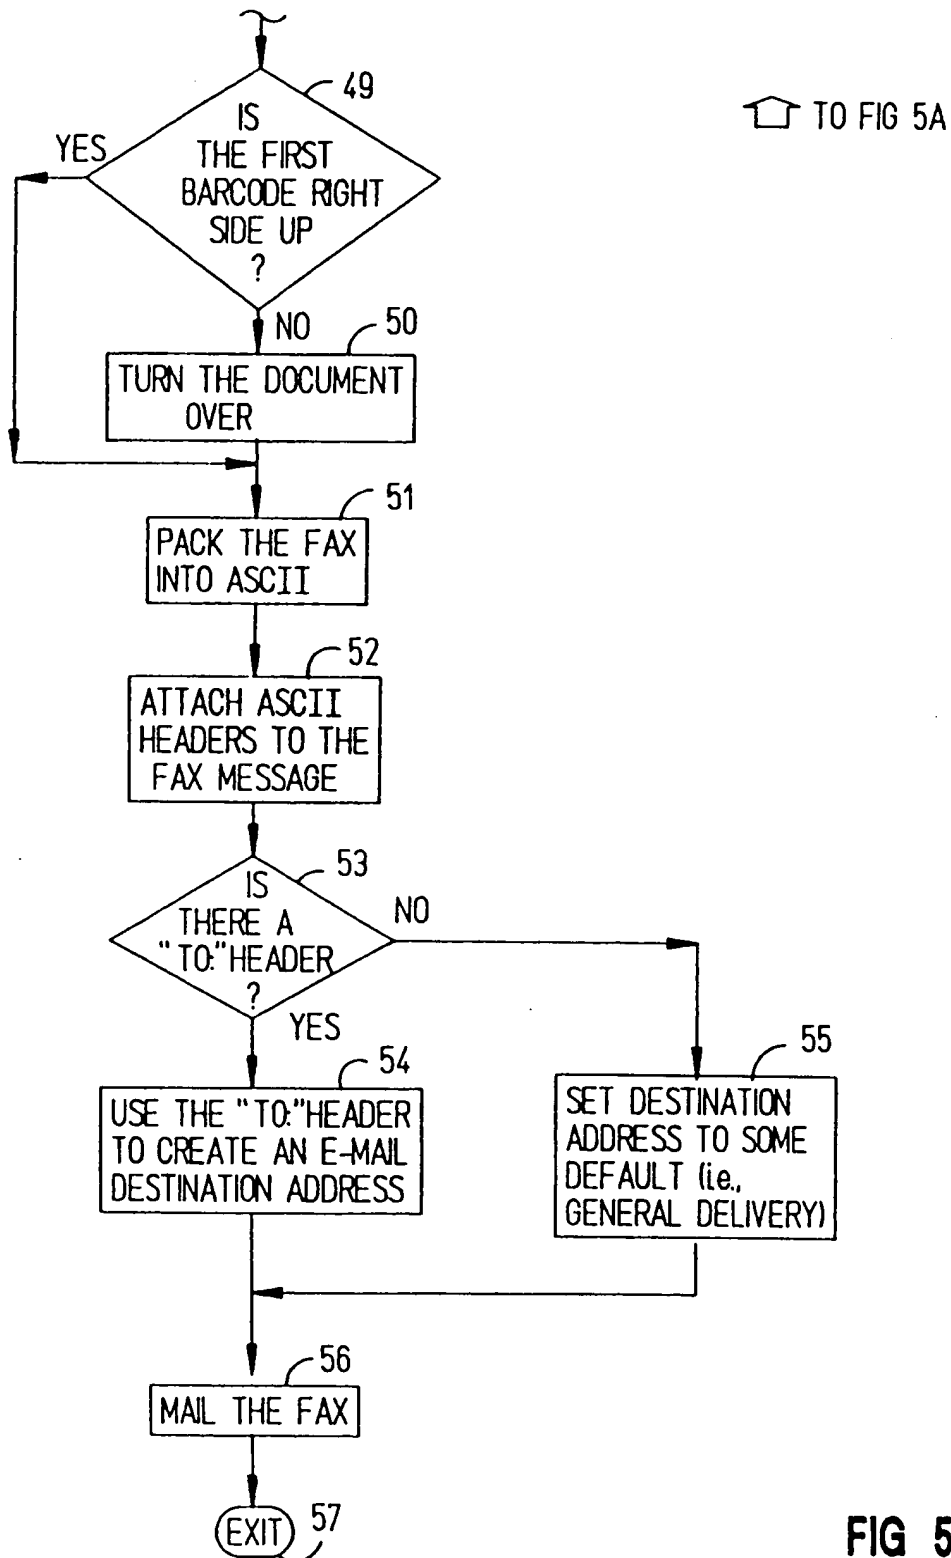 49
TO FIG 5A
IS
THE FIRST
BARCODE RIGHT
SIDE UP
?
YES
NO
50
TURN THE DOCUMENT
OVER
51
PACK THE FAX
INTO ASCII
52
ATTACH ASCII
HEADERS TO THE
FAX MESSAGE
53
IS
THERE A
"TO:"HEADER
?
NO
YES
54
USE THE "TO:"HEADER
TO CREATE AN E-MAIL
DESTINATION ADDRESS
55
SET DESTINATION
ADDRESS TO SOME
DEFAULT (i.e.,
GENERAL DELIVERY)
56
MAIL THE FAX
EXIT
57
FIG 5